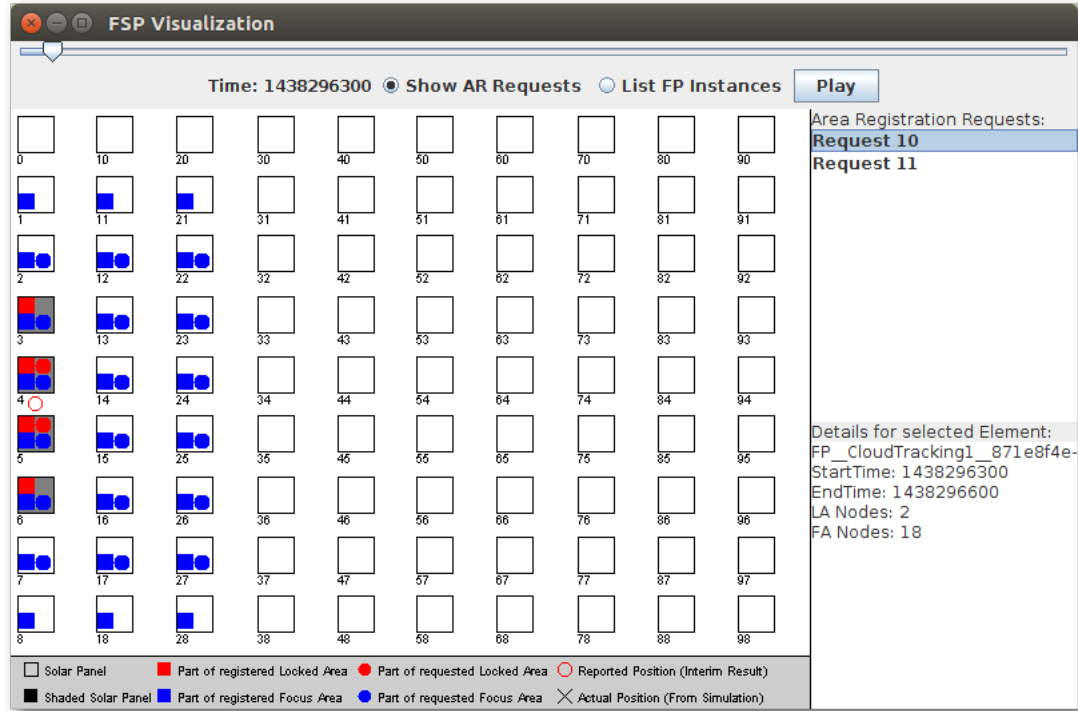 FSP Visualization
Time: 1438296300 Show AR Requests List FP Instances Play
Area Registration Requests:
Request 10
Request 11
0 10 20 30 40 50 60 70 80 90
1 11 21 31 41 51 61 71 81 91
2 12 22 32 42 52 62 72 82 92
3 13 23 33 43 53 63 73 83 93
4 14 24 34 44 54 64 74 84 94
5 15 25 35 45 55 65 75 85 95
6 16 26 36 46 56 66 76 86 96
7 17 27 37 47 57 67 77 87 97
8 18 28 38 48 58 68 78 88 98
Details for selected Element:
FP__CloudTracking1__871e8f4e-
StartTime: 1438296300
EndTime: 1438296600
LA Nodes: 2
FA Nodes: 18
Solar Panel Part of registered Locked Area Part of requested Locked Area Reported Position (Interim Result)
Shaded Solar Panel Part of registered Focus Area Part of requested Focus Area Actual Position (From Simulation)